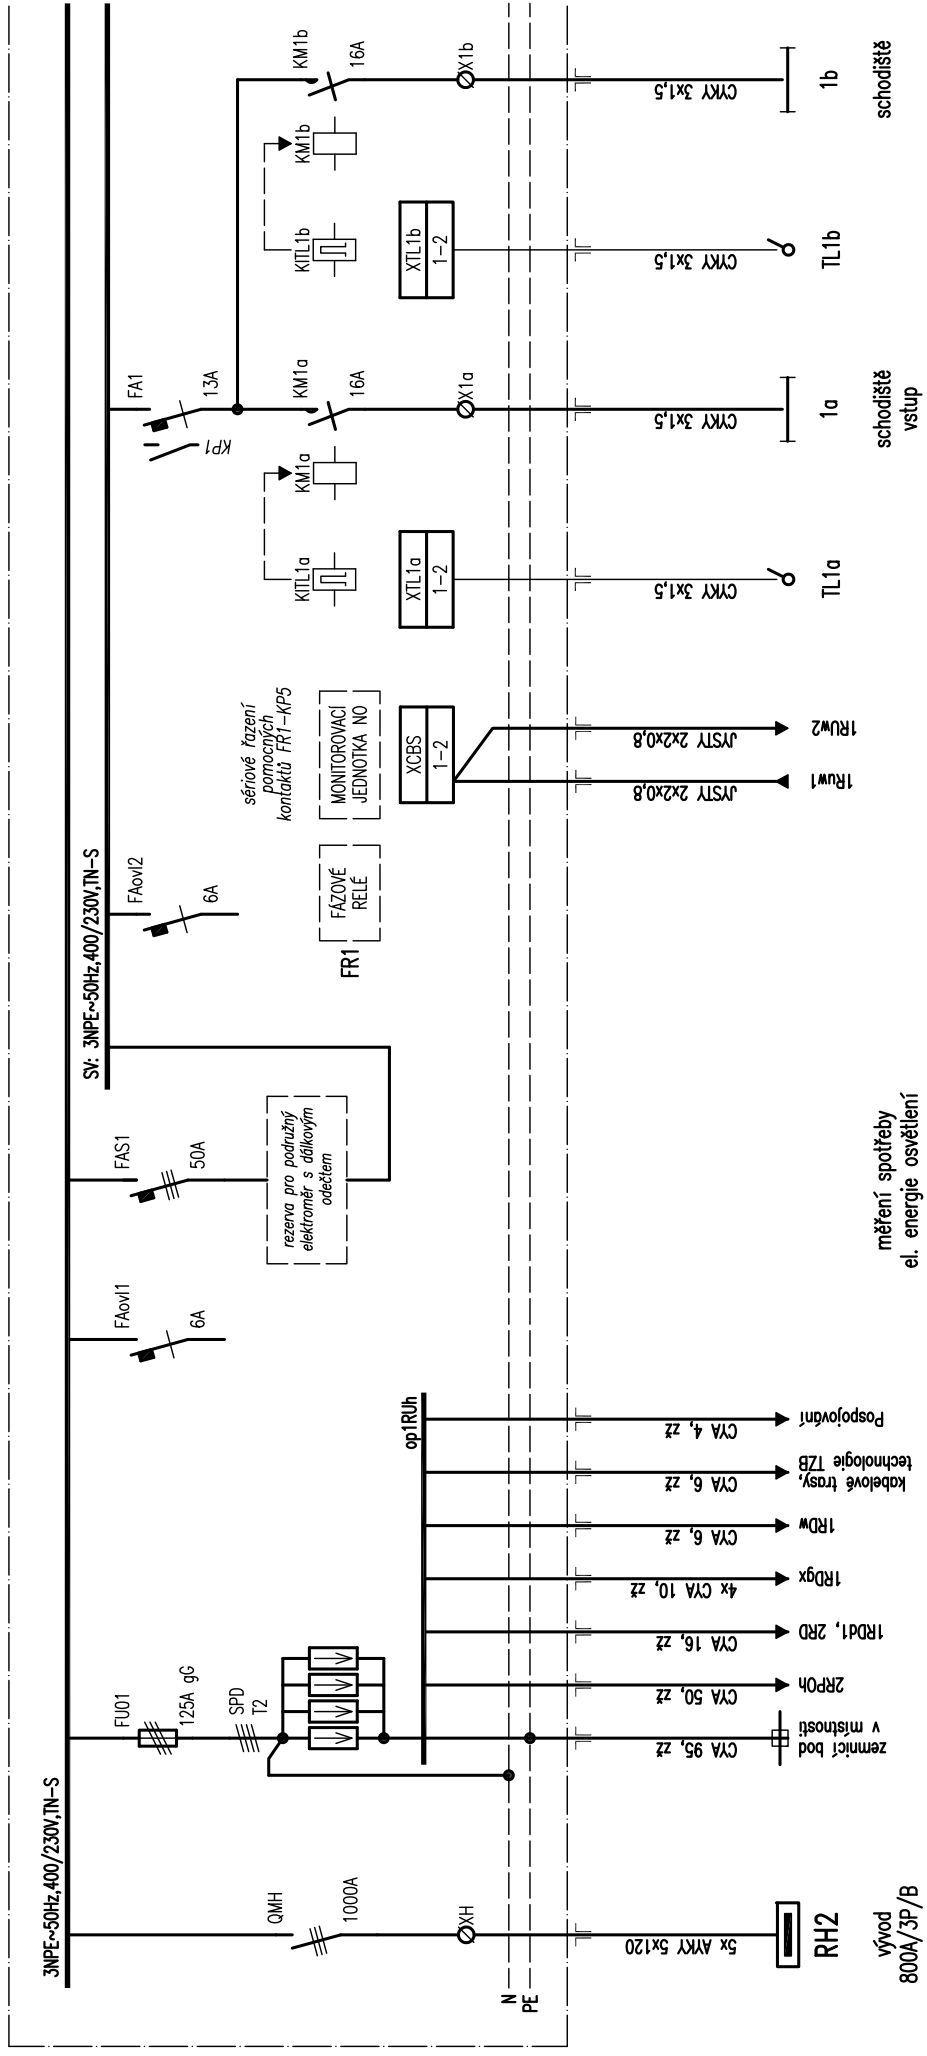 3NPE~50Hz,400/230V,TN-S
QMH
1000A
XH
5x AYKY 5x120
RH2
vývod
800A/3P/B
N
PE
FU01
125A gG
SPD
T2
op1RUh
CYA 95, zž
zemnicí bod
v místnosti
CYA 50, zž
2RPOh
CYA 16, zž
1RDd1, 2RD
4x CYA 10, zž
1RDgx
CYA 6, zž
1RDw
CYA 6, zž
kabelové trasy,
technologie TZB
CYA 4, zž
Pospojování
FAovl1
6A
FAS1
50A
rezerva pro podružný
elektroměr s dálkovým
odečtem
měření spotřeby
el. energie osvětlení
SV: 3NPE~50Hz,400/230V,TN-S
FAovl2
6A
FR1
FÁZOVÉ
RELÉ
sériové řazení
pomocných
kontaktů FR1-KP5
MONITOROVACÍ
JEDNOTKA NO
XCBS
1-2
JYSTY 2x2x0,8
1Ruw1
JYSTY 2x2x0,8
1RUw2
KITL1a
XTL1a
1-2
CYKY 3x1,5
TL1a
KM1a
FA1
13A
KP1
KM1a
16A
X1a
CYKY 3x1,5
1a
schodiště
vstup
KITL1b
XTL1b
1-2
CYKY 3x1,5
TL1b
KM1b
KM1b
16A
X1b
CYKY 3x1,5
1b
schodiště